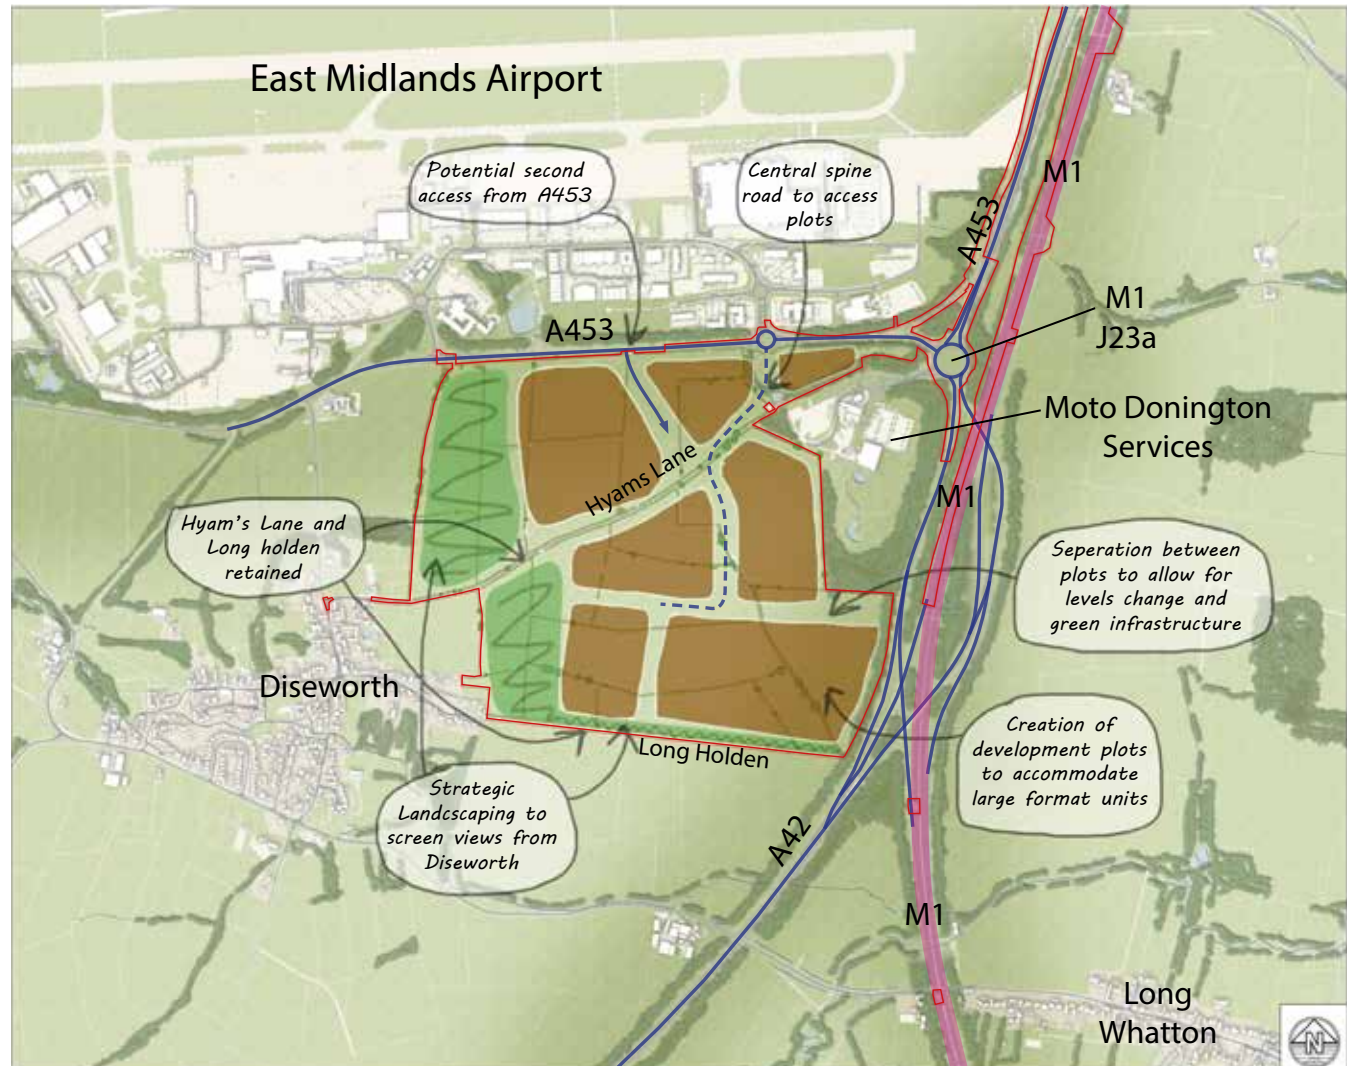 East Midlands Airport
Potential second
access from A453
Central spine
road to access
plots
M1
A453
M1
J23a
A453
Moto Donington
Services
Hyams Lane
M1
Hyam's Lane and
Long holden
retained
Seperation between
plots to allow for
levels change and
green infrastructure
Diseworth
Creation of
development plots
to accommodate
large format units
Long Holden
Strategic
Landcscaping to
screen views from
Diseworth
A42
M1
Long
Whatton
N